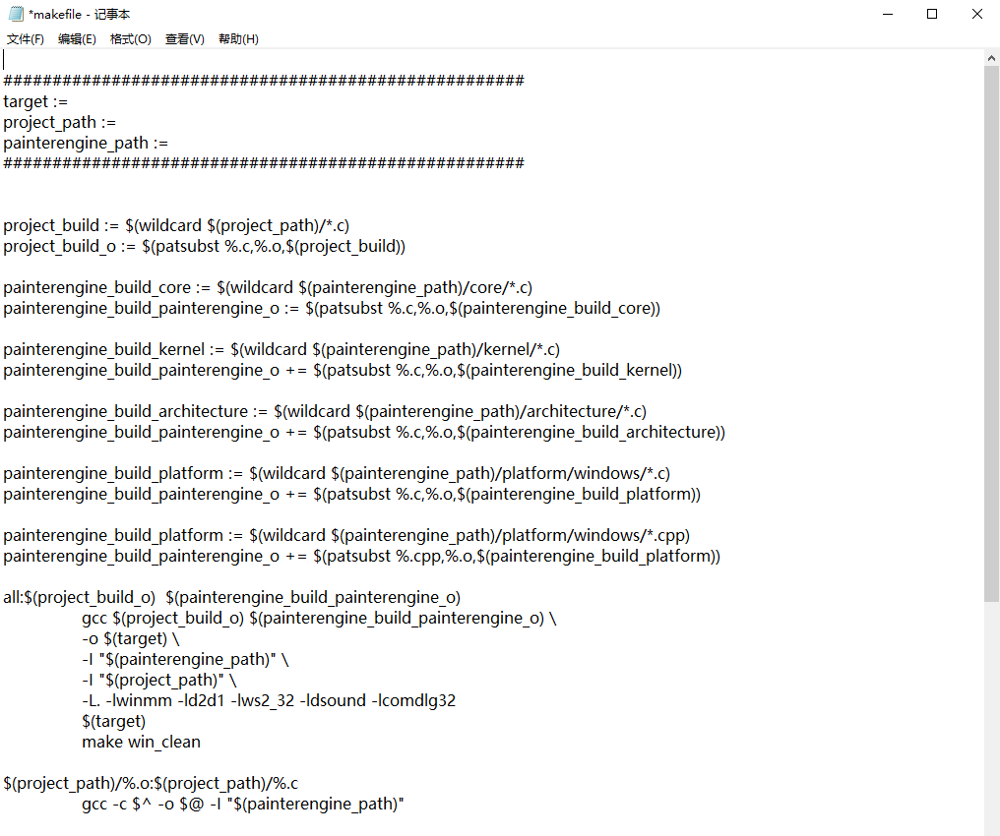 *makefile - 记事本
文件(F) 编辑(E) 格式(O) 查看(V) 帮助(H)
#####################################################
target :=
project_path :=
painterengine_path :=
#####################################################
project_build := $(wildcard $(project_path)/*.c)
project_build_o := $(patsubst %.c,%.o,$(project_build))
painterengine_build_core := $(wildcard $(painterengine_path)/core/*.c)
painterengine_build_painterengine_o := $(patsubst %.c,%.o,$(painterengine_build_core))
painterengine_build_kernel := $(wildcard $(painterengine_path)/kernel/*.c)
painterengine_build_painterengine_o += $(patsubst %.c,%.o,$(painterengine_build_kernel))
painterengine_build_architecture := $(wildcard $(painterengine_path)/architecture/*.c)
painterengine_build_painterengine_o += $(patsubst %.c,%.o,$(painterengine_build_architecture))
painterengine_build_platform := $(wildcard $(painterengine_path)/platform/windows/*.c)
painterengine_build_painterengine_o += $(patsubst %.c,%.o,$(painterengine_build_platform))
painterengine_build_platform := $(wildcard $(painterengine_path)/platform/windows/*.cpp)
painterengine_build_painterengine_o += $(patsubst %.cpp,%.o,$(painterengine_build_platform))
all:$(project_build_o)  $(painterengine_build_painterengine_o)
gcc $(project_build_o) $(painterengine_build_painterengine_o) \
-o $(target) \
-I "$(painterengine_path)" \
-I "$(project_path)" \
-L. -lwinmm -ld2d1 -lws2_32 -ldsound -lcomdlg32
$(target)
make win_clean
$(project_path)/%.o:$(project_path)/%.c
gcc -c $^ -o $@ -I "$(painterengine_path)"